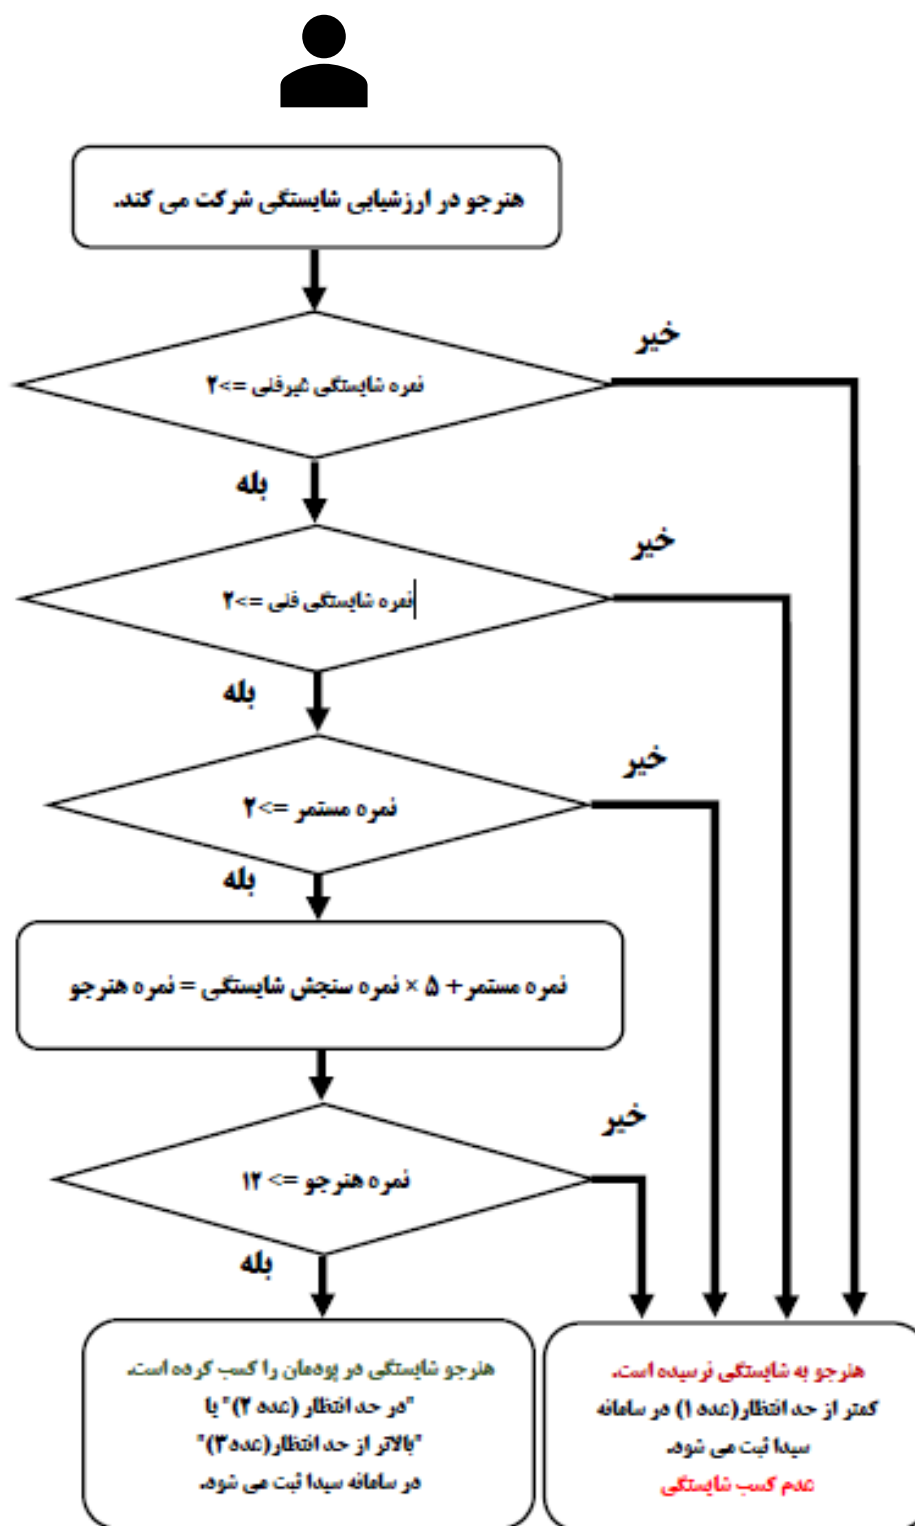 هنرجو در ارزشیابی شایستگی شرکت می کند.
خیر
نمره شایستگی غیرفنی =>۲
بله
خیر
نمره شایستگی فنی =>۲
بله
خیر
نمره مستمر =>۲
بله
نمره مستمر + ۵ × نمره سنجش شایستگی = نمره هنرجو
خیر
نمره هنرجو => ۱۲
بله
هنرجو شایستگی در پودمان را کسب کرده است.
"در حد انتظار (عدد ۲)" یا
"بالاتر از حد انتظار(عدد۳)"
در سامانه سیدا ثبت می شود.
هنرجو به شایستگی نرسیده است.
کمتر از حد انتظار(عدد ۱) در سامانه
سیدا ثبت می شود.
عدم کسب شایستگی